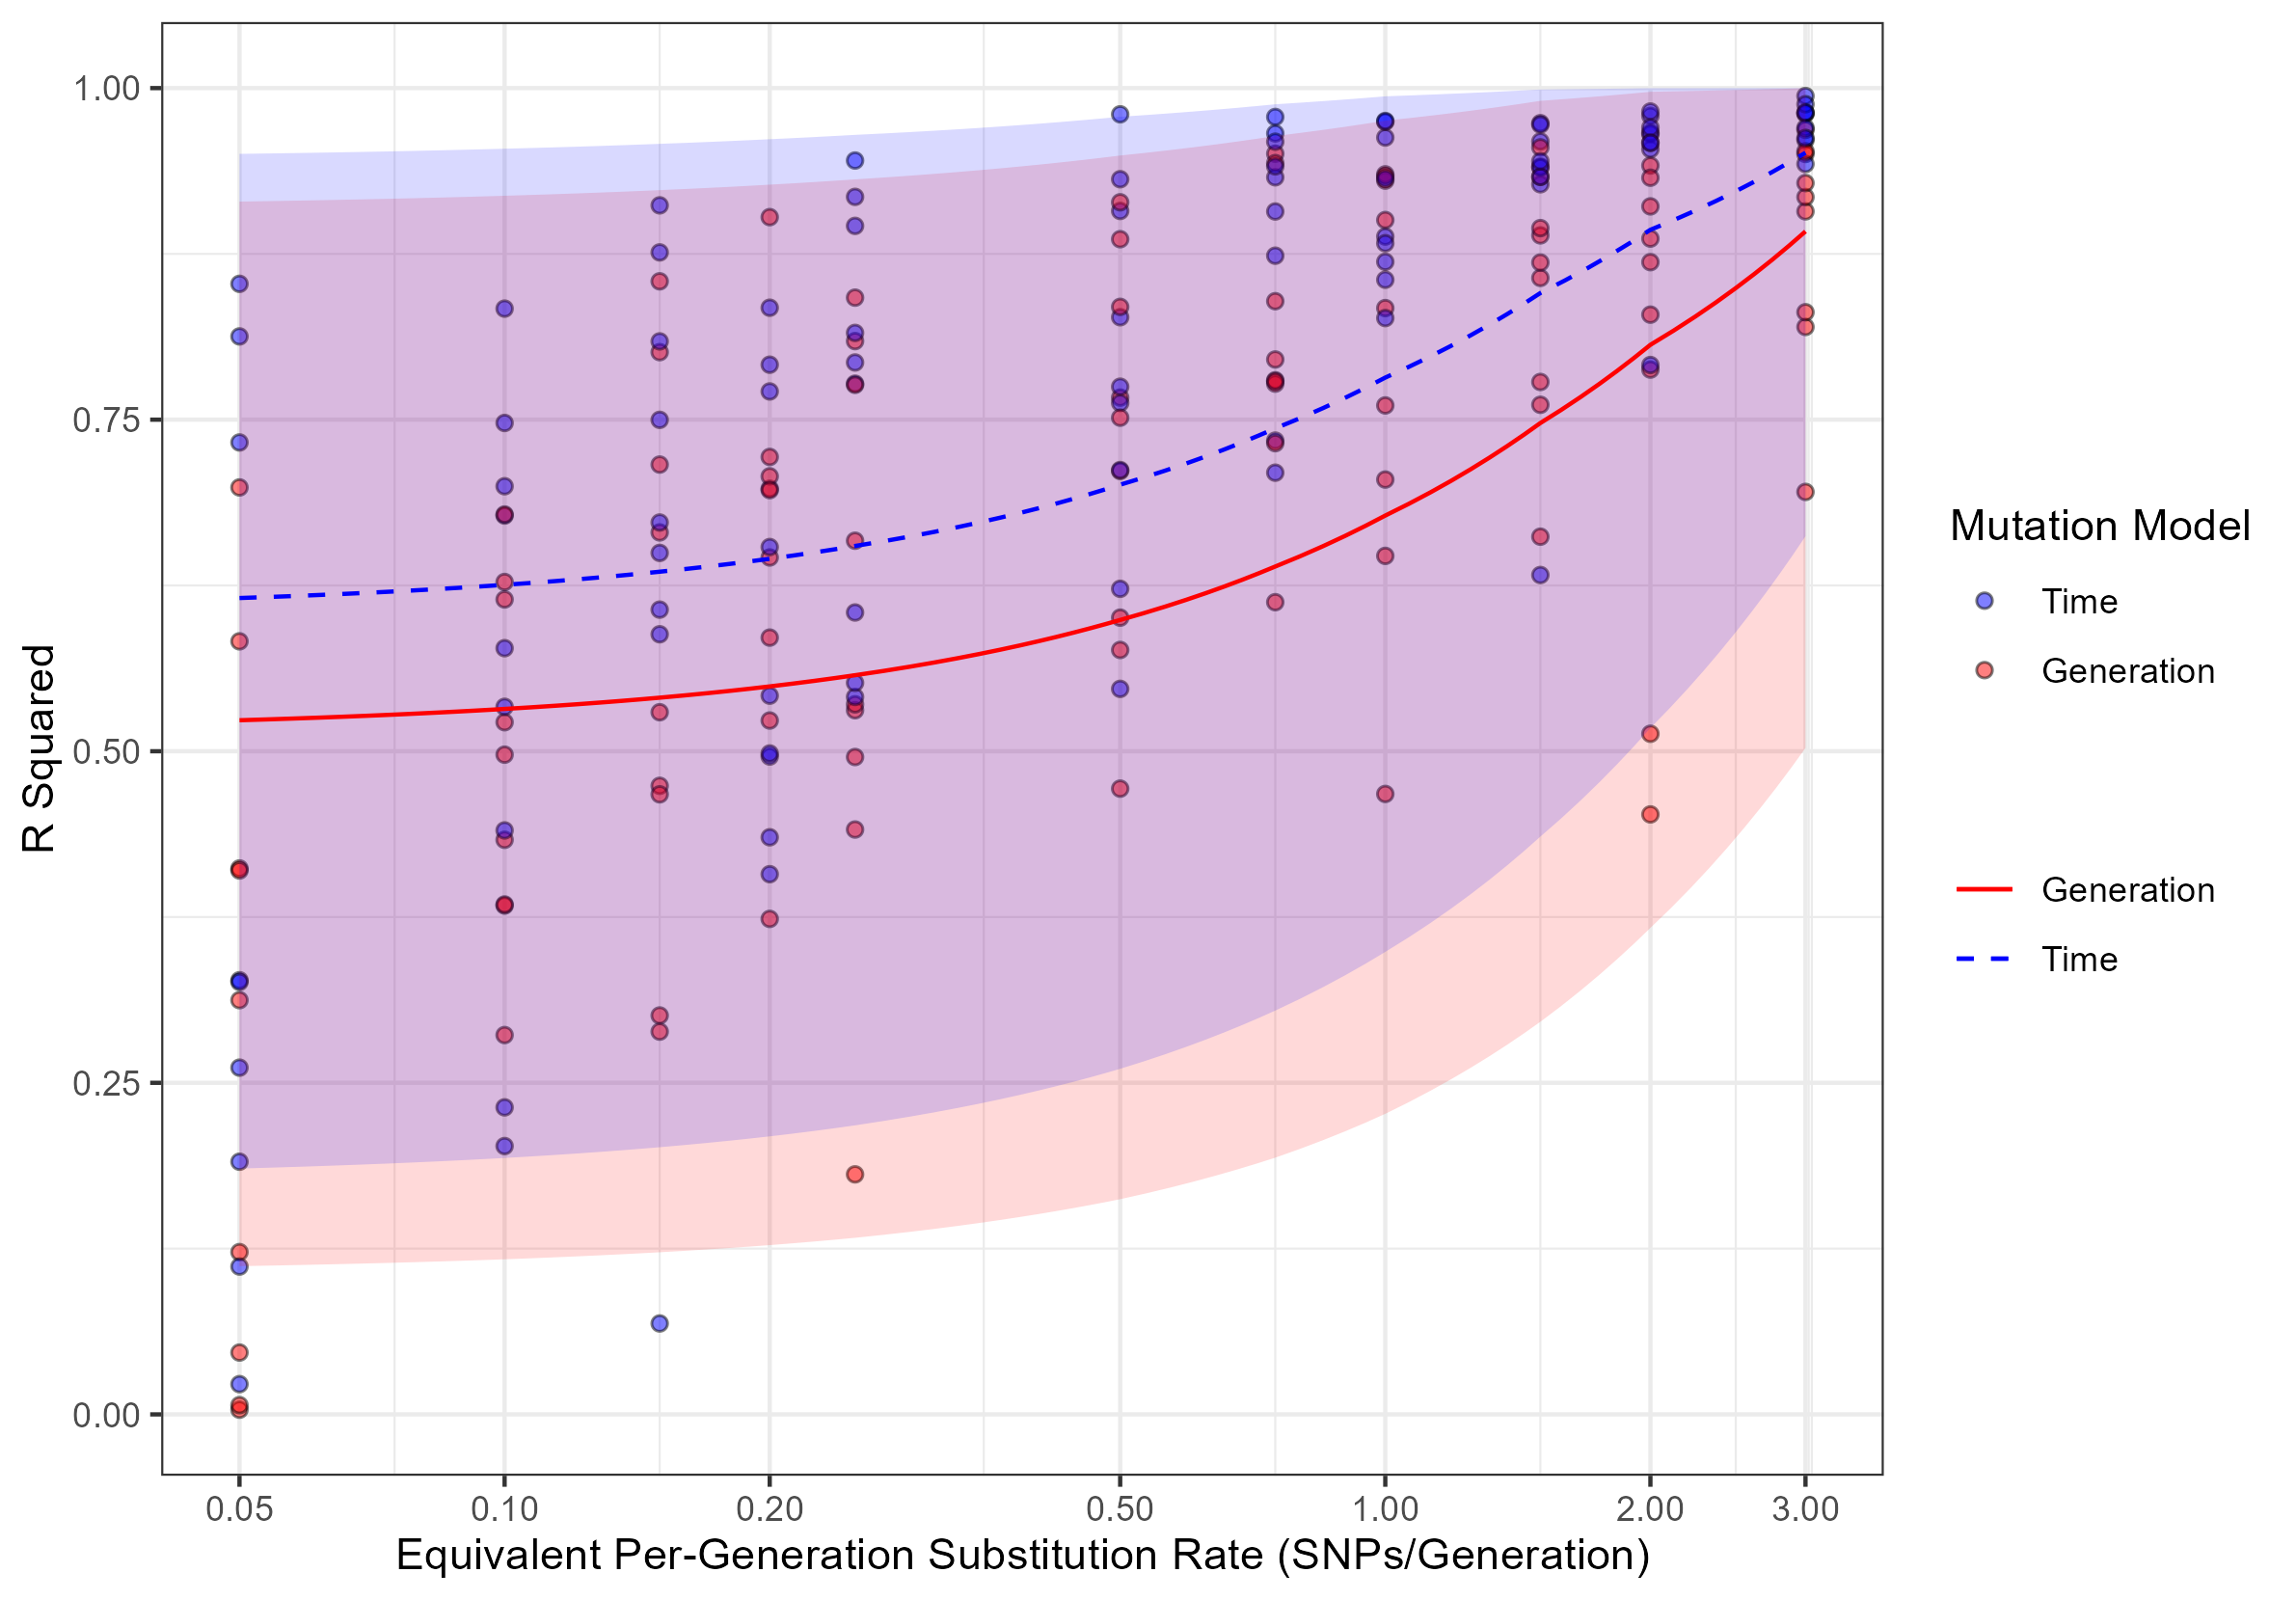 1.00
0.75
0.50
0.25
0.00
R Squared
0.05
0.10
0.20
0.50
1.00
2.00
3.00
Equivalent Per-Generation Substitution Rate (SNPs/Generation)
Mutation Model
Time
Generation
Generation
Time